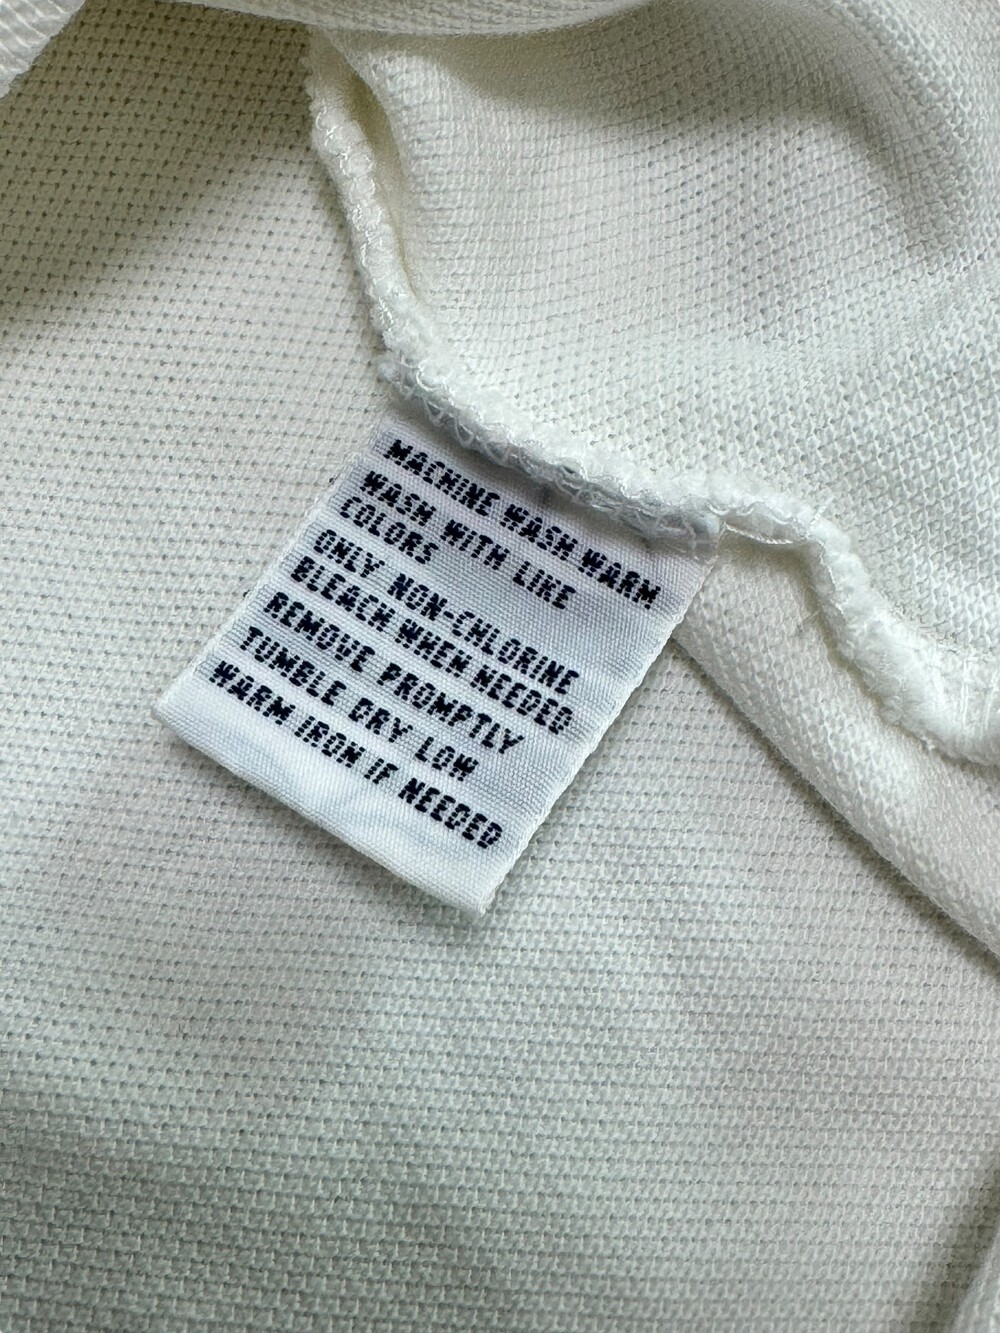 MACHINE WASH WARM
WASH WITH LIKE
COLORS
ONLY NON-CHLORINE
BLEACH WHEN NEEDED
REMOVE PROMPTLY
TUMBLE DRY LOW
WARM IRON IF NEEDED